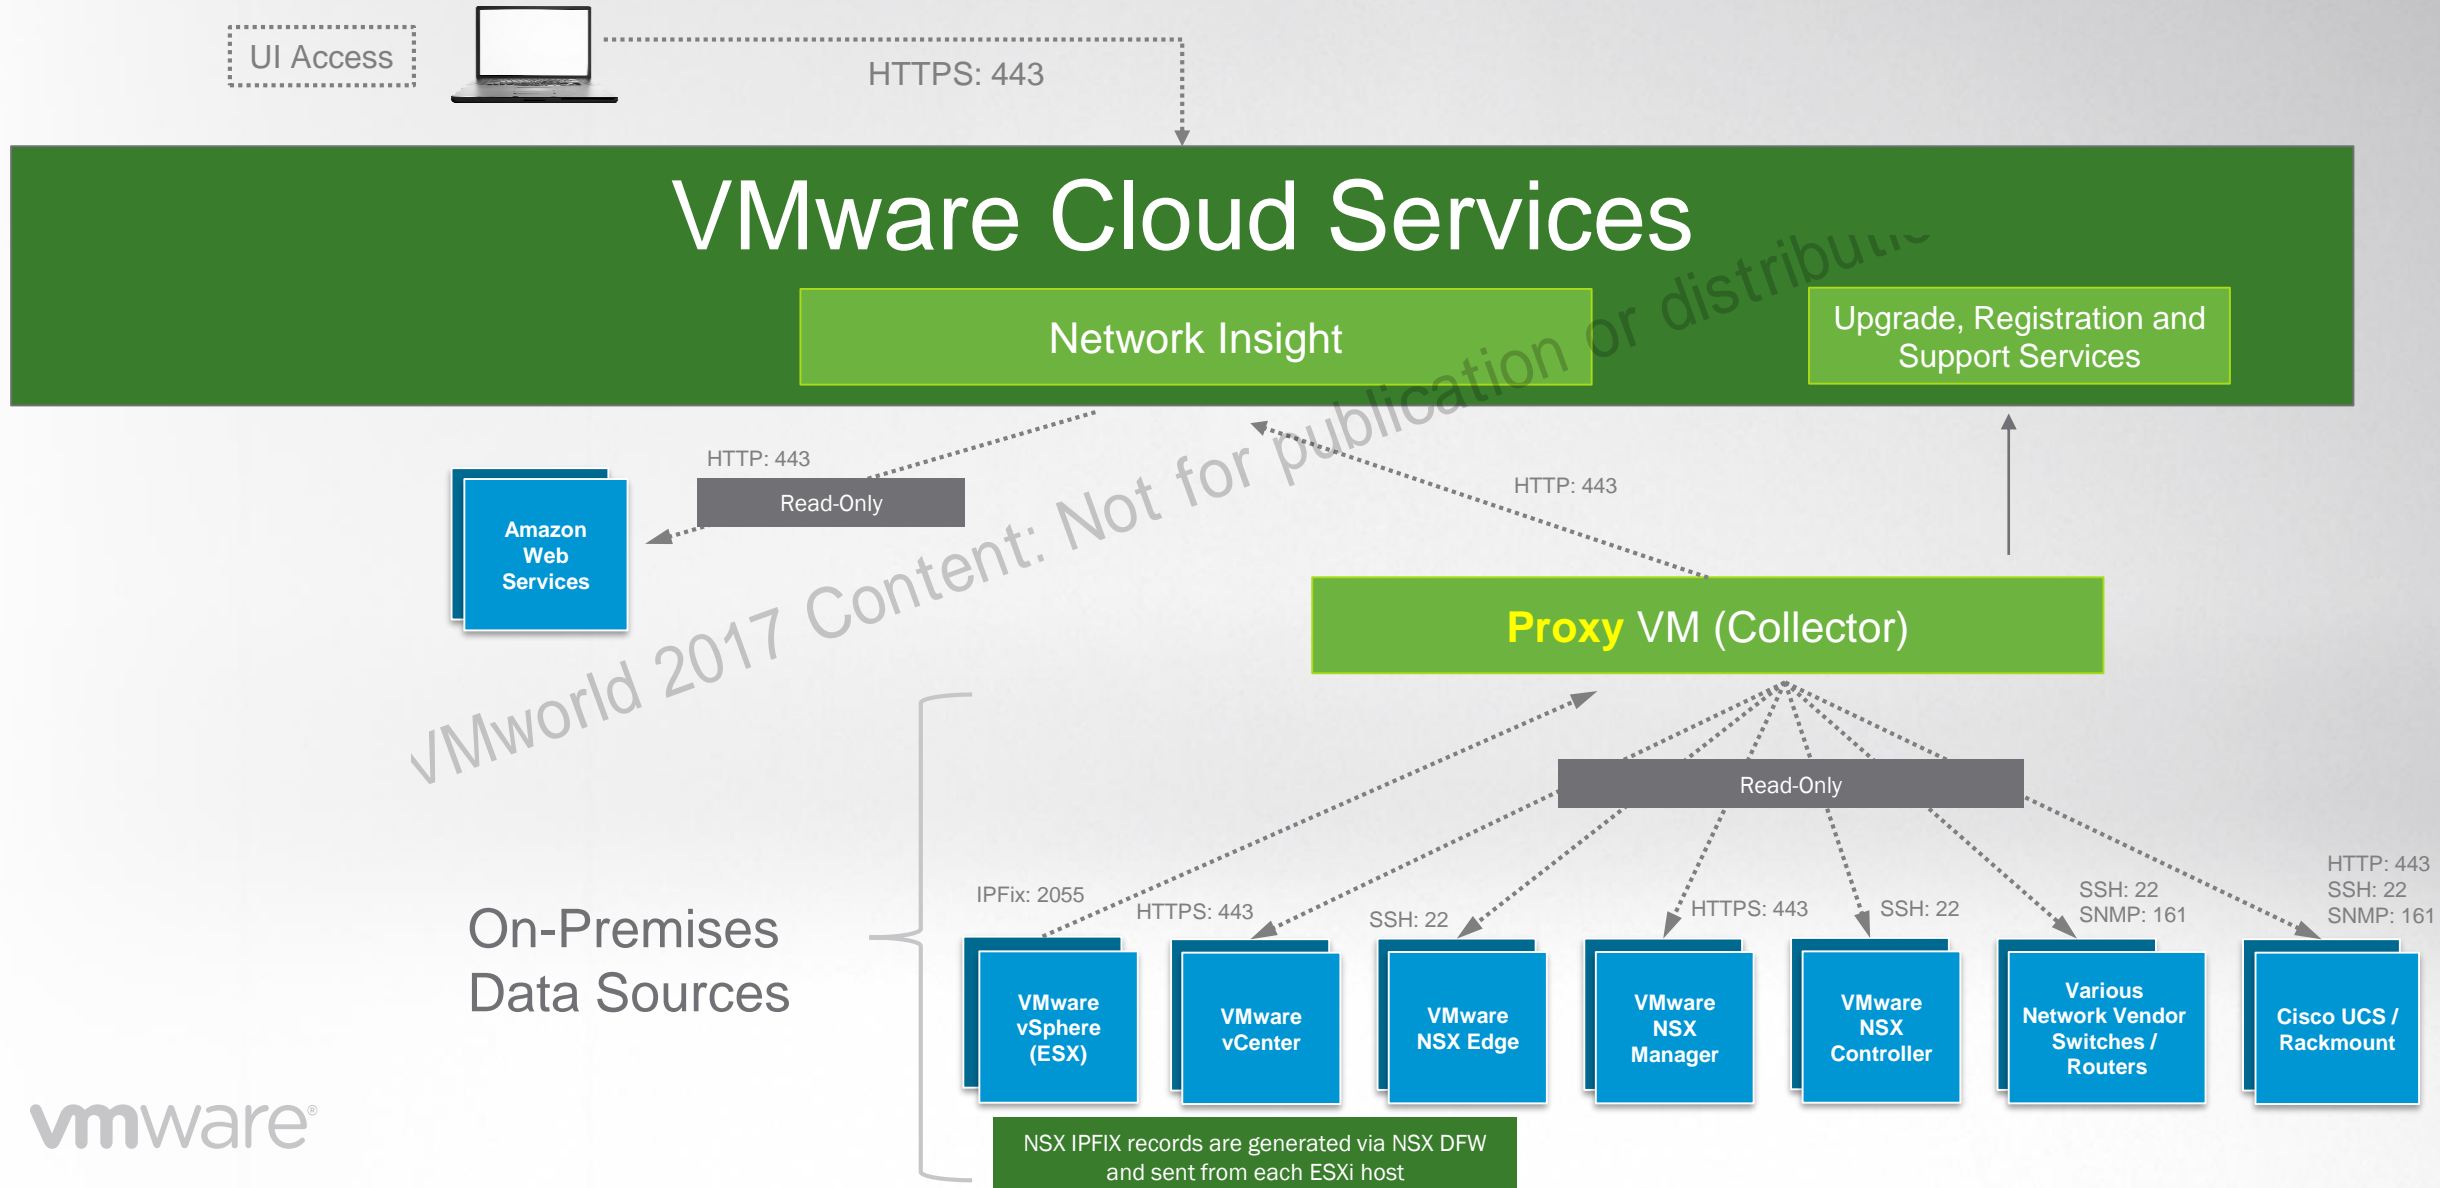 UI Access
HTTPS: 443
VMware Cloud Services
Network Insight
Upgrade, Registration and
Support Services
HTTP: 443
Read-Only
HTTP: 443
Amazon
Web
Services
VMworld 2017 Content: Not for publication or distribution
Proxy VM (Collector)
Read-Only
On-Premises
Data Sources
IPFix: 2055
HTTPS: 443
SSH: 22
HTTPS: 443
SSH: 22
SSH: 22
SNMP: 161
HTTP: 443
SSH: 22
SNMP: 161
VMware
vSphere
(ESX)
VMware
vCenter
VMware
NSX Edge
VMware
NSX
Manager
VMware
NSX
Controller
Various
Network Vendor
Switches /
Routers
Cisco UCS /
Rackmount
NSX IPFIX records are generated via NSX DFW
and sent from each ESXi host
vmware®